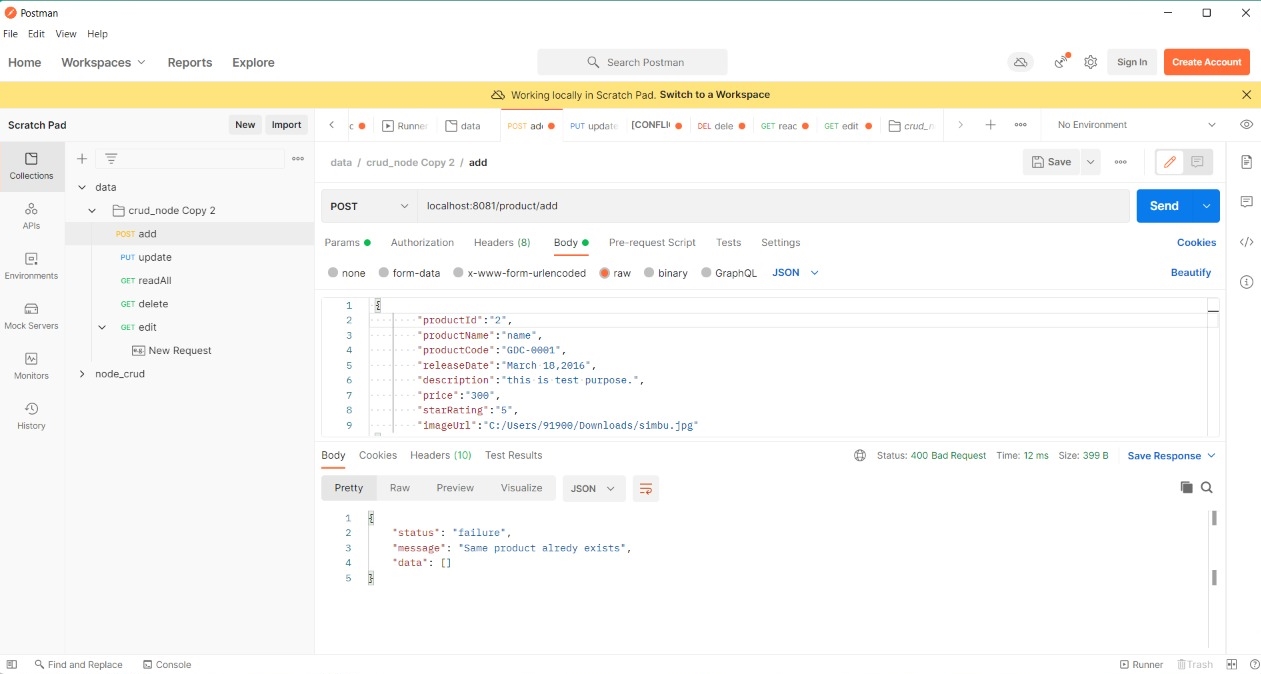 Postman
File Edit View Help
Home Workspaces Reports Explore
Search Postman
Sign In Create Account
Working locally in Scratch Pad. Switch to a Workspace
Scratch Pad New Import
Runner data POST PUT update [CONFLI DEL dele GET reac GET edit crud_n No Environment
Collections
APIs
Environments
Mock Servers
Monitors
History
data
crud_node Copy 2
POST add
PUT update
GET readAll
GET delete
GET edit
e.g. New Request
node_crud
data / crud_node Copy 2 / add Save
POST localhost:8081/product/add Send
Params Authorization Headers (8) Body Pre-request Script Tests Settings Cookies
none form-data x-www-form-urlencoded raw binary GraphQL JSON Beautify
1 {
2 "productId":"2",
3 "productName":"name",
4 "productCode":"GDC-0001",
5 "releaseDate":"March 18,2016",
6 "description":"this is test purpose.",
7 "price":"300",
8 "starRating":"5",
9 "imageUrl":"C:/Users/91900/Downloads/simbu.jpg"
Body Cookies Headers (10) Test Results Status: 400 Bad Request Time: 12 ms Size: 399 B Save Response
Pretty Raw Preview Visualize JSON
1 {
2 "status": "failure",
3 "message": "Same product alredy exists",
4 "data": []
5 }
Find and Replace Console Runner Trash